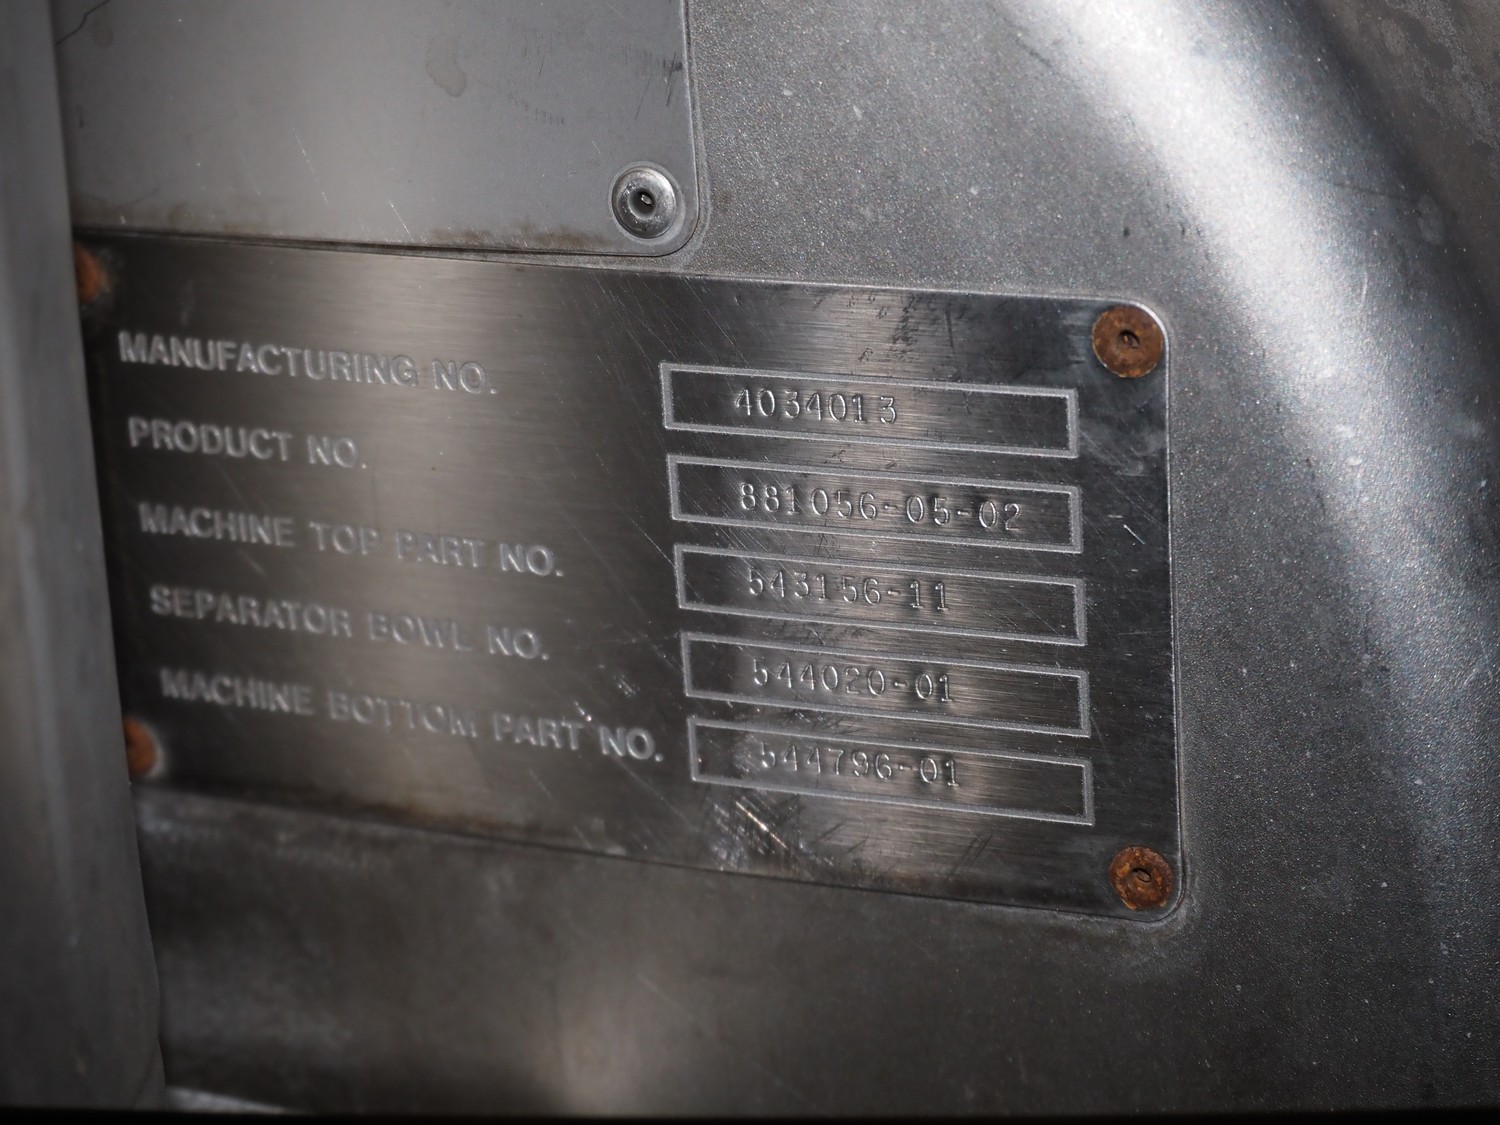 MANUFACTURING NO. 4034013
PRODUCT NO. 881056-05-02
MACHINE TOP PART NO. 543156-11
SEPARATOR BOWL NO. 544020-01
MACHINE BOTTOM PART NO. 544796-01